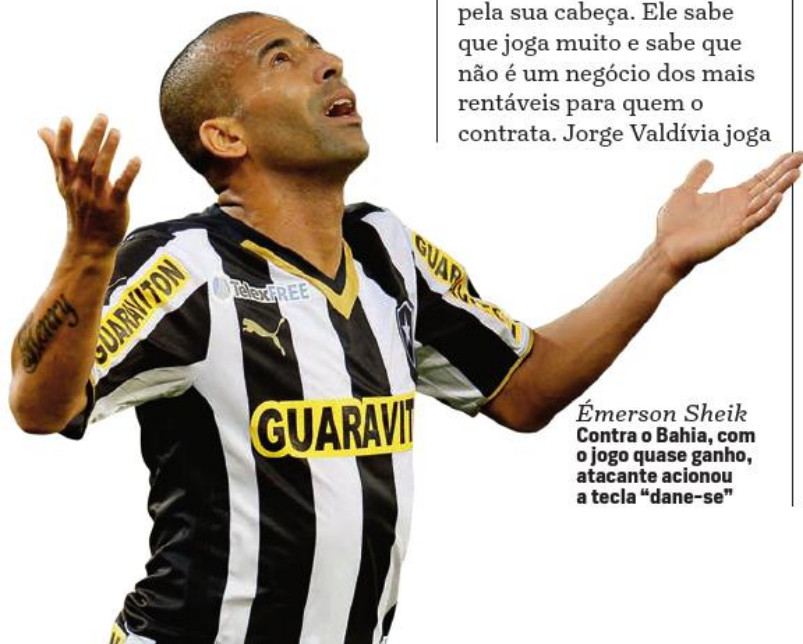 pela sua cabeça. Ele sabe
que joga muito e sabe que
não é um negócio dos mais
rentáveis para quem o
contrata. Jorge Valdívia joga
GUARAVITON
TelexFREE
GUARAVIT
Émerson Sheik
Contra o Bahia, com
o jogo quase ganho,
atacante acionou
a tecla “dane-se”